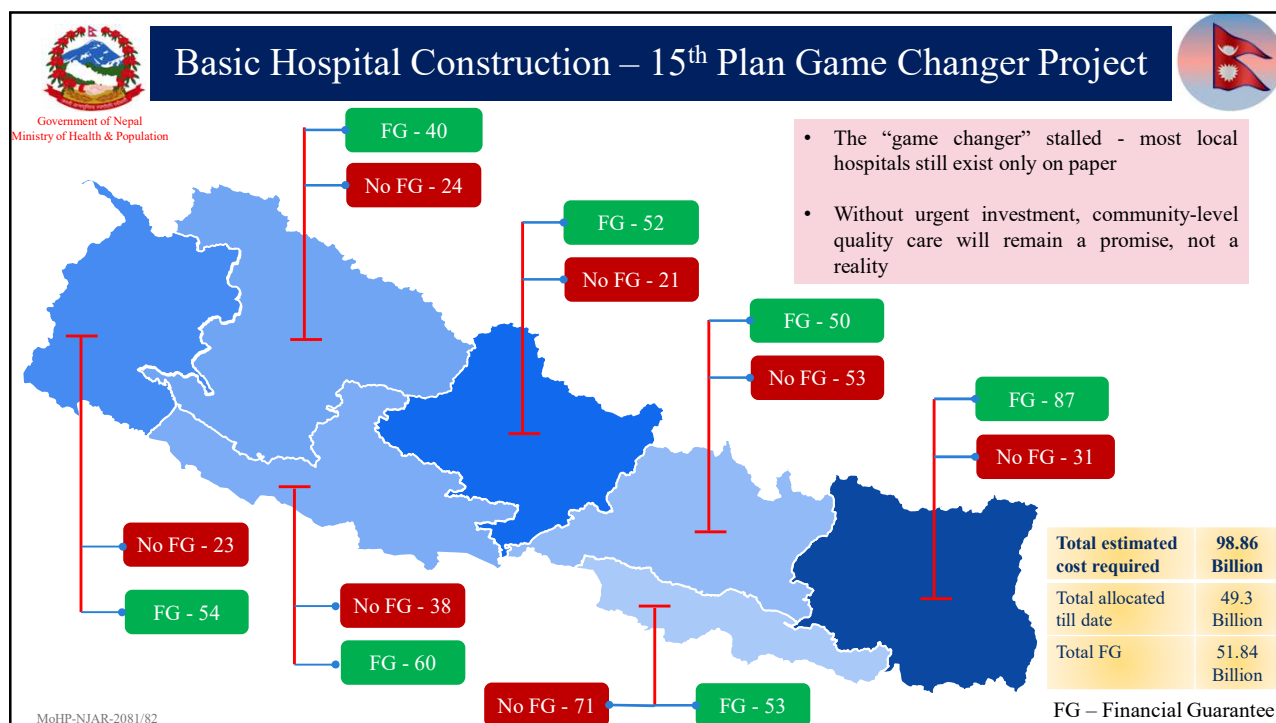 Basic Hospital Construction – 15th Plan Game Changer Project
Government of Nepal
Ministry of Health & Population
• The “game changer” stalled - most local
hospitals still exist only on paper
• Without urgent investment, community-level
quality care will remain a promise, not a
reality
FG - 40
No FG - 24
FG - 52
No FG - 21
FG - 50
No FG - 53
FG - 87
No FG - 31
No FG - 23
FG - 54
No FG - 38
FG - 60
No FG - 71
FG - 53
Total estimated
cost required
98.86
Billion
Total allocated
till date
49.3
Billion
Total FG
51.84
Billion
FG – Financial Guarantee
MoHP-NJAR-2081/82